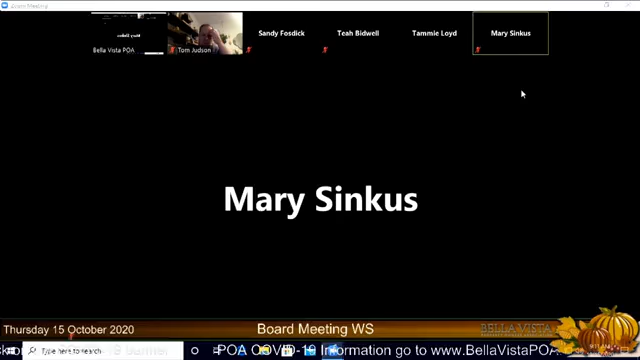 Zoom Meeting
Bella Vista POA
Tom Judson
Sandy Fosdick
Teah Bidwell
Tammie Loyd
Mary Sinkus
Mary Sinkus
Thursday 15 October 2020
Board Meeting WS
BELLA VISTA
Type here to search
POA COVID-19 Information go to www.BellaVistaPOA